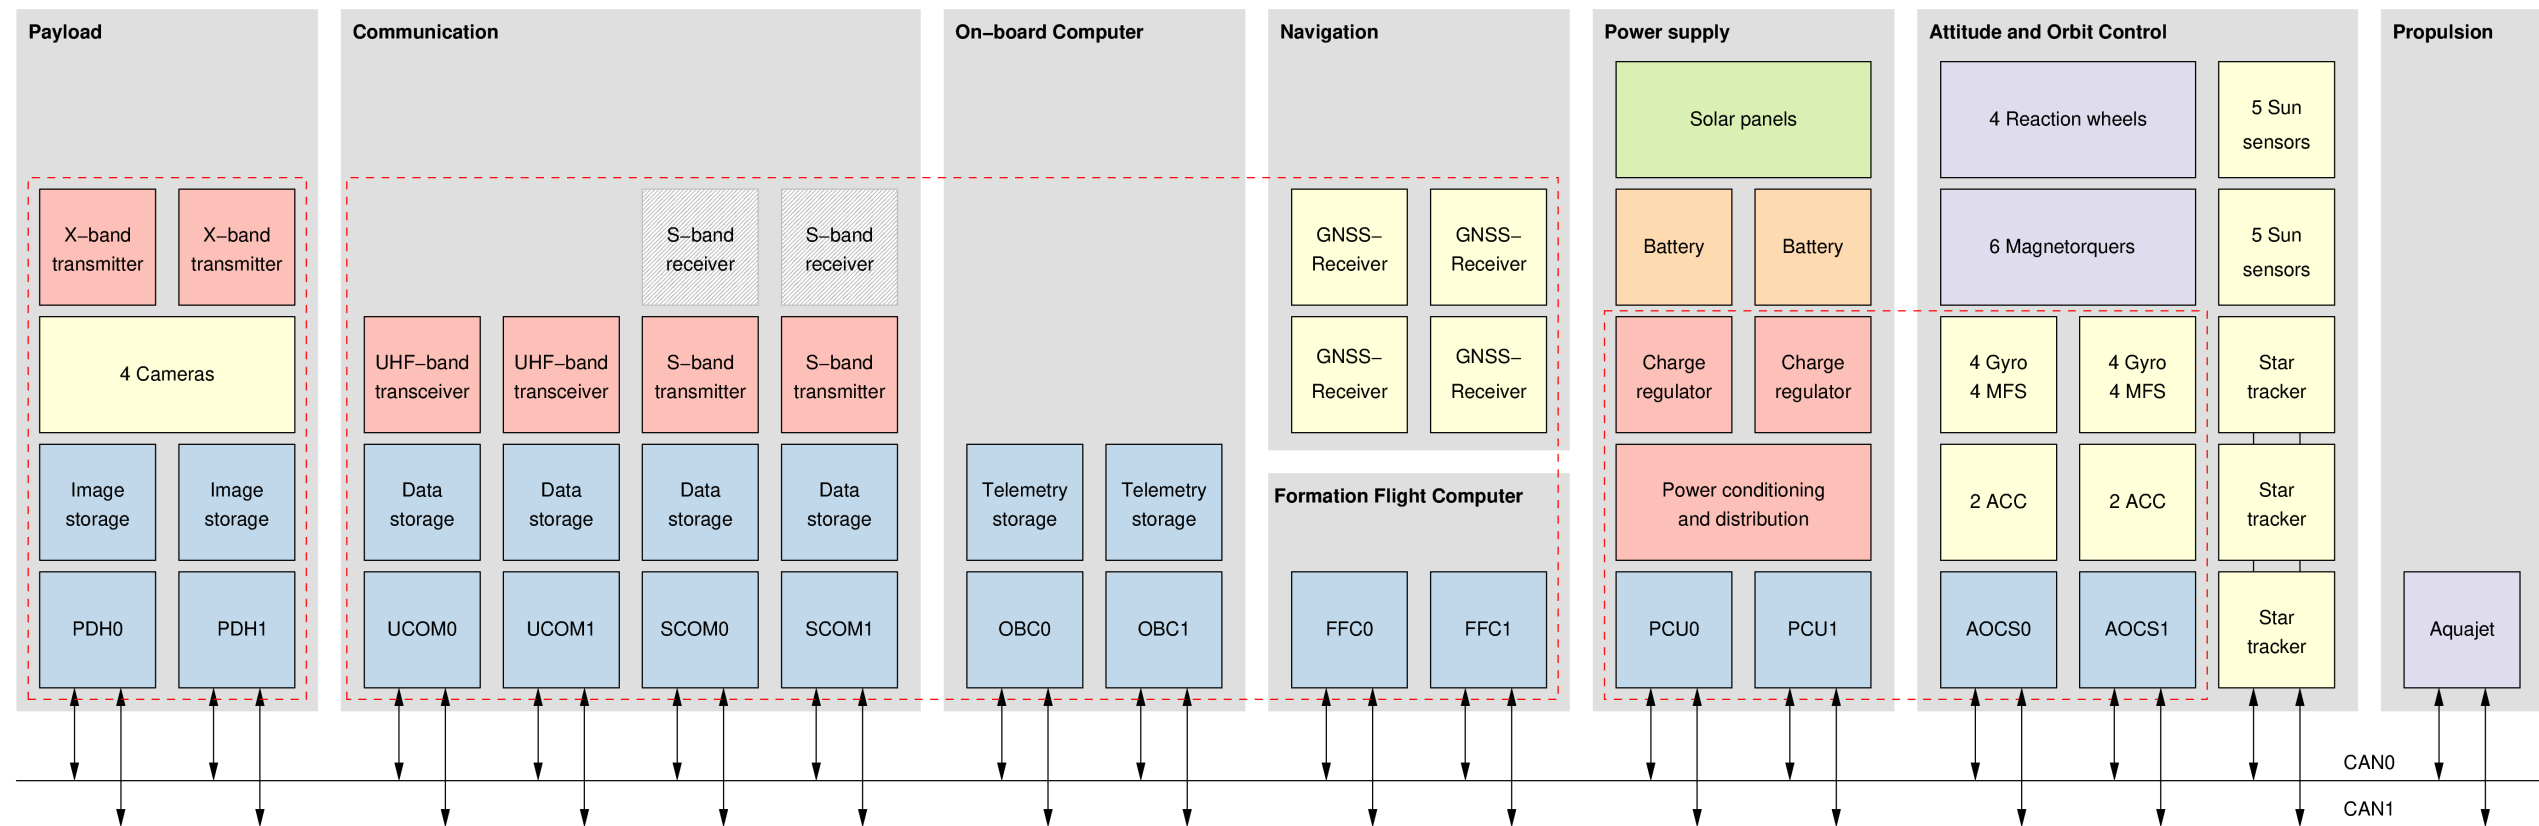 Payload
X–band
transmitter
X–band
transmitter
4 Cameras
Image
storage
Image
storage
PDH0
PDH1
Communication
S–band
receiver
S–band
receiver
UHF–band
transceiver
UHF–band
transceiver
S–band
transmitter
S–band
transmitter
Data
storage
Data
storage
Data
storage
Data
storage
UCOM0
UCOM1
SCOM0
SCOM1
On–board Computer
Telemetry
storage
Telemetry
storage
OBC0
OBC1
Navigation
GNSS–
Receiver
GNSS–
Receiver
GNSS–
Receiver
GNSS–
Receiver
Formation Flight Computer
FFC0
FFC1
Power supply
Solar panels
Battery
Battery
Charge
regulator
Charge
regulator
Power conditioning
and distribution
PCU0
PCU1
Attitude and Orbit Control
4 Reaction wheels
5 Sun
sensors
6 Magnetorquers
5 Sun
sensors
4 Gyro
4 MFS
4 Gyro
4 MFS
Star
tracker
2 ACC
2 ACC
Star
tracker
AOCS0
AOCS1
Star
tracker
Propulsion
Aquajet
CAN0
CAN1